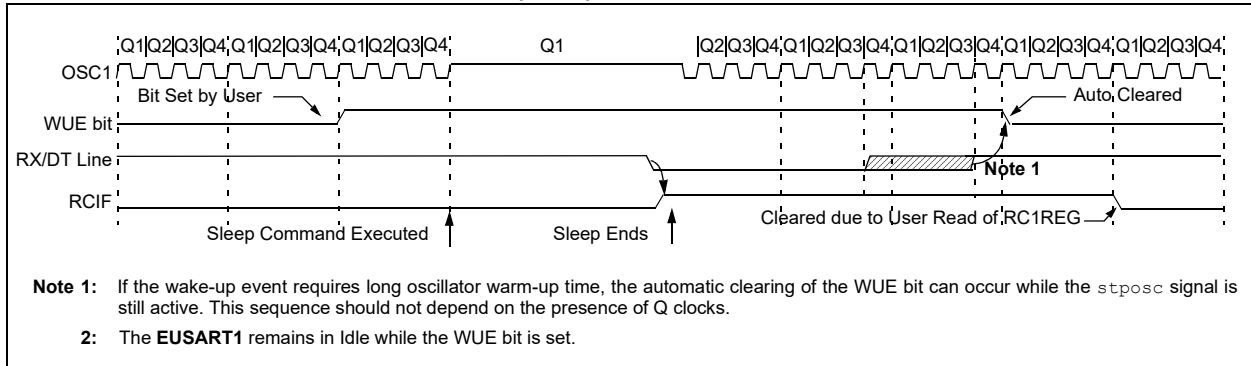 Q1 Q2 Q3 Q4 Q1 Q2 Q3 Q4 Q1 Q2 Q3 Q4 Q1 Q2 Q3 Q4 Q1 Q2 Q3 Q4 Q1 Q2 Q3 Q4 Q1 Q2 Q3 Q4 Q1 Q2 Q3 Q4
OSC1
Bit Set by User
Auto Cleared
WUE bit
RX/DT Line
Note 1
RCIF
Cleared due to User Read of RC1REG
Sleep Command Executed
Sleep Ends
Note 1: If the wake-up event requires long oscillator warm-up time, the automatic clearing of the WUE bit can occur while the stposc signal is
still active. This sequence should not depend on the presence of Q clocks.
2: The EUSART1 remains in Idle while the WUE bit is set.